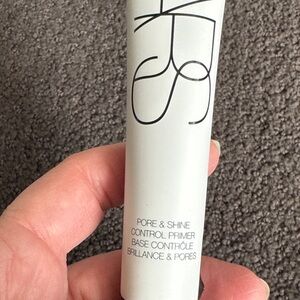 NARS
PORE & SHINE
CONTROL PRIMER
BASE CONTRÔLE
BRILLANCE & PORES